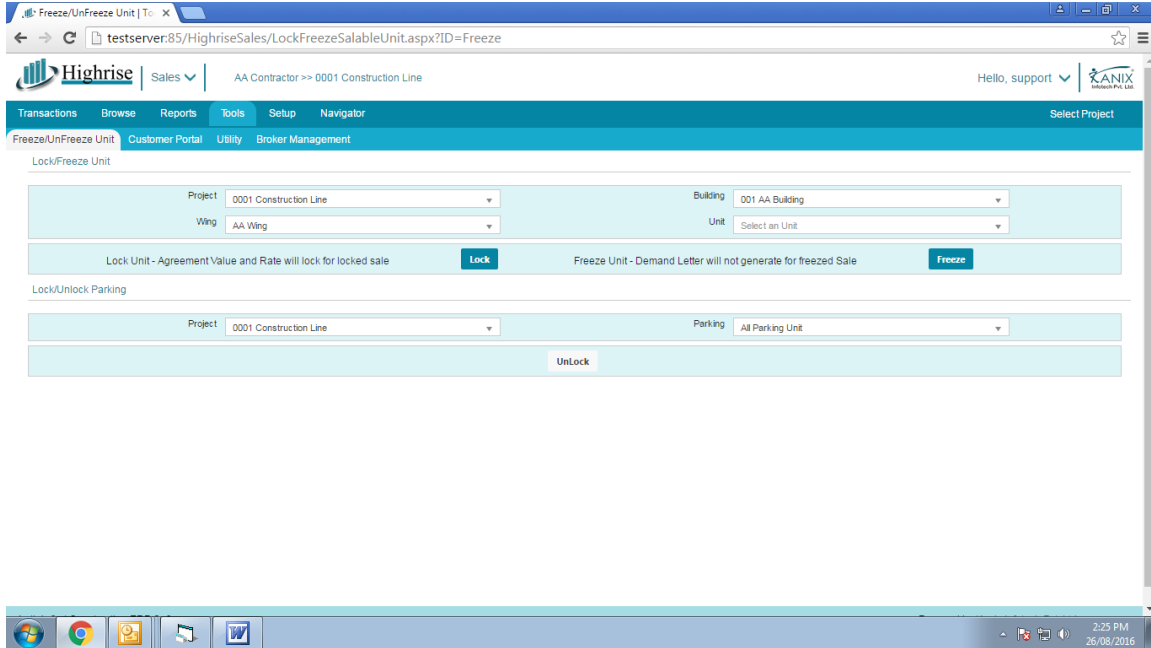 Freeze/UnFreeze Unit | To
testserver:85/HighriseSales/LockFreezeSalableUnit.aspx?ID=Freeze
Highrise Sales AA Contractor >> 0001 Construction Line Hello, support KANIX
Infotech Pvt. Ltd.
Transactions Browse Reports Tools Setup Navigator Select Project
Freeze/UnFreeze Unit Customer Portal Utility Broker Management
Lock/Freeze Unit
Project 0001 Construction Line Building 001 AA Building
Wing AA Wing Unit Select an Unit
Lock Unit - Agreement Value and Rate will lock for locked sale Lock Freeze Unit - Demand Letter will not generate for freezed Sale Freeze
Lock/Unlock Parking
Project 0001 Construction Line Parking All Parking Unit
UnLock
2:25 PM
26/08/2016